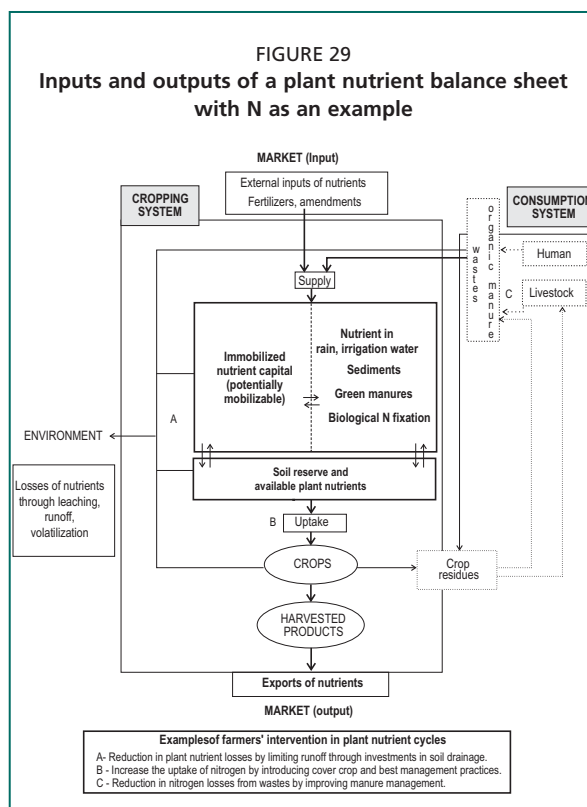 FIGURE 29
Inputs and outputs of a plant nutrient balance sheet
with N as an example
MARKET (Input)
CROPPING
SYSTEM
External inputs of nutrients
Fertilizers, amendments
CONSUMPTION
SYSTEM
organic manure
wastes
Human
C
Livestock
Supply
Immobilized
nutrient capital
(potentially
mobilizable)
Nutrient in
rain, irrigation water
Sediments
Green manures
Biological N fixation
A
ENVIRONMENT
Losses of nutrients
through leaching,
runoff,
volatilization
Soil reserve and
available plant nutrients
B
Uptake
CROPS
Crop
residues
HARVESTED
PRODUCTS
Exports of nutrients
MARKET (output)
Examplesof farmers' intervention in plant nutrient cycles
A- Reduction in plant nutrient losses by limiting runoff through investments in soil drainage.
B - Increase the uptake of nitrogen by introducing cover crop and best management practices.
C - Reduction in nitrogen losses from wastes by improving manure management.